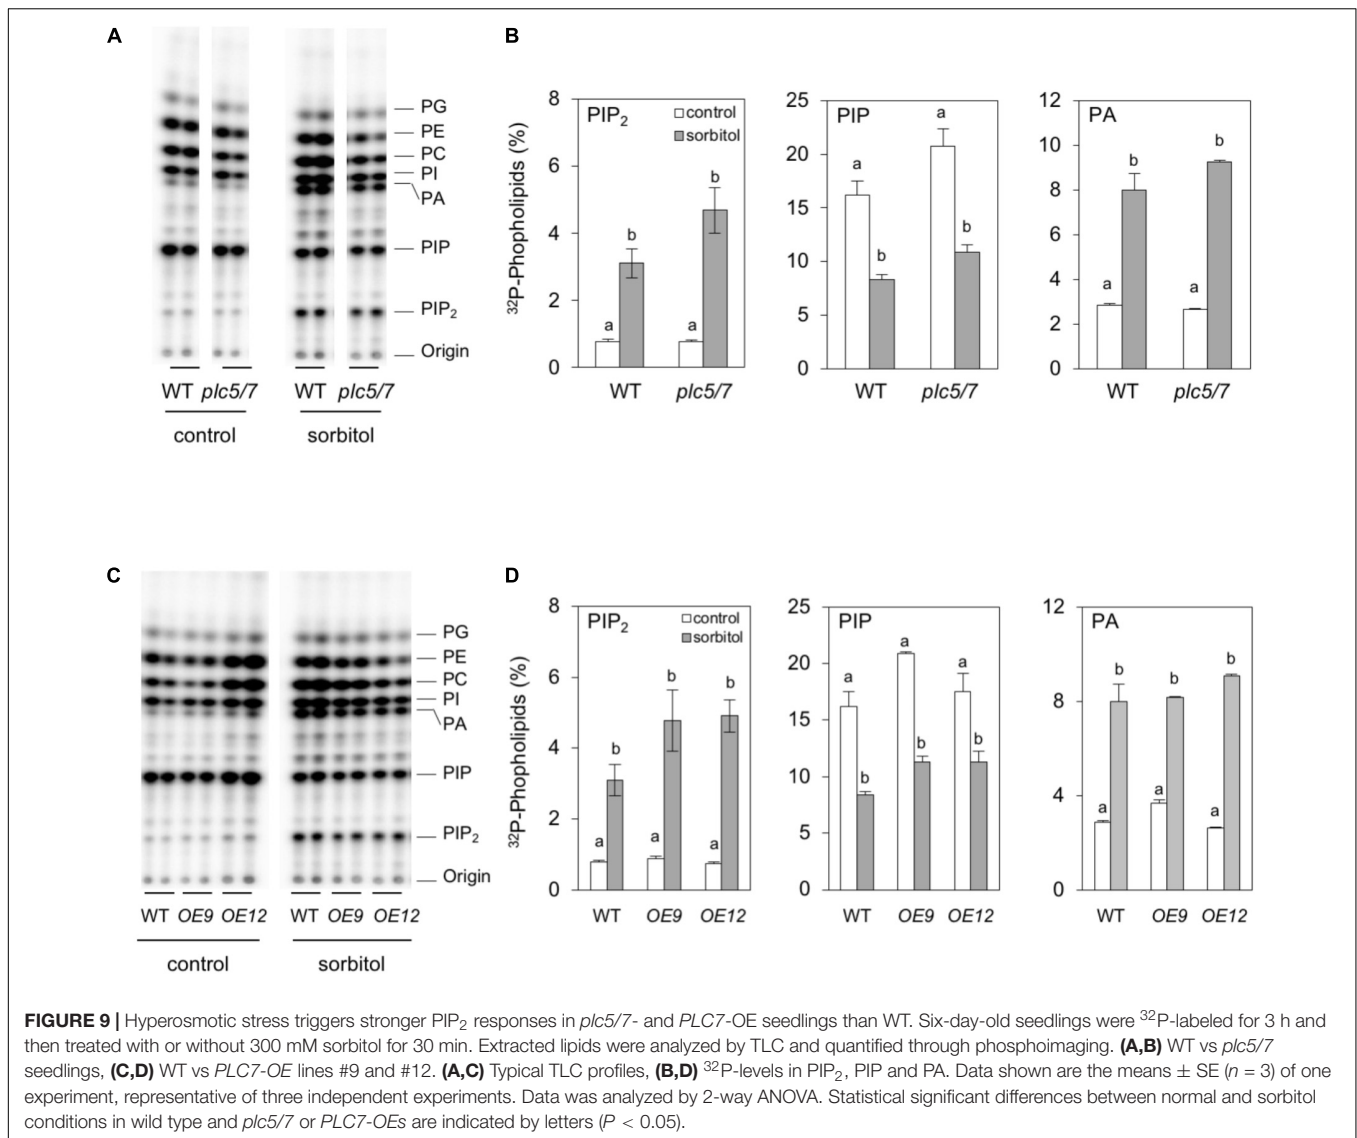 A
PG
PE
PC
PI
PA
PIP
PIP2
Origin
WT plc5/7 WT plc5/7
control sorbitol
B
32P-Phopholipids (%)
8
6
4
2
0
PIP2
control
sorbitol
a
b
a
b
WT plc5/7
25
20
15
10
5
0
PIP
a
b
a
b
WT plc5/7
12
10
8
6
4
2
0
PA
a
b
a
b
WT plc5/7
C
PG
PE
PC
PI
PA
PIP
PIP2
Origin
WT OE9 OE12 WT OE9 OE12
control sorbitol
D
32P-Phopholipids (%)
8
6
4
2
0
PIP2
control
sorbitol
a
b
a
b
a
b
WT OE9 OE12
25
20
15
10
5
0
PIP
a
b
a
b
a
b
WT OE9 OE12
12
8
4
0
PA
a
b
a
b
a
b
WT OE9 OE12
FIGURE 9 | Hyperosmotic stress triggers stronger PIP2 responses in plc5/7- and PLC7-OE seedlings than WT. Six-day-old seedlings were 32P-labeled for 3 h and
then treated with or without 300 mM sorbitol for 30 min. Extracted lipids were analyzed by TLC and quantified through phosphoimaging. (A,B) WT vs plc5/7
seedlings, (C,D) WT vs PLC7-OE lines #9 and #12. (A,C) Typical TLC profiles, (B,D) 32P-levels in PIP2, PIP and PA. Data shown are the means ± SE (n = 3) of one
experiment, representative of three independent experiments. Data was analyzed by 2-way ANOVA. Statistical significant differences between normal and sorbitol
conditions in wild type and plc5/7 or PLC7-OEs are indicated by letters (P < 0.05).